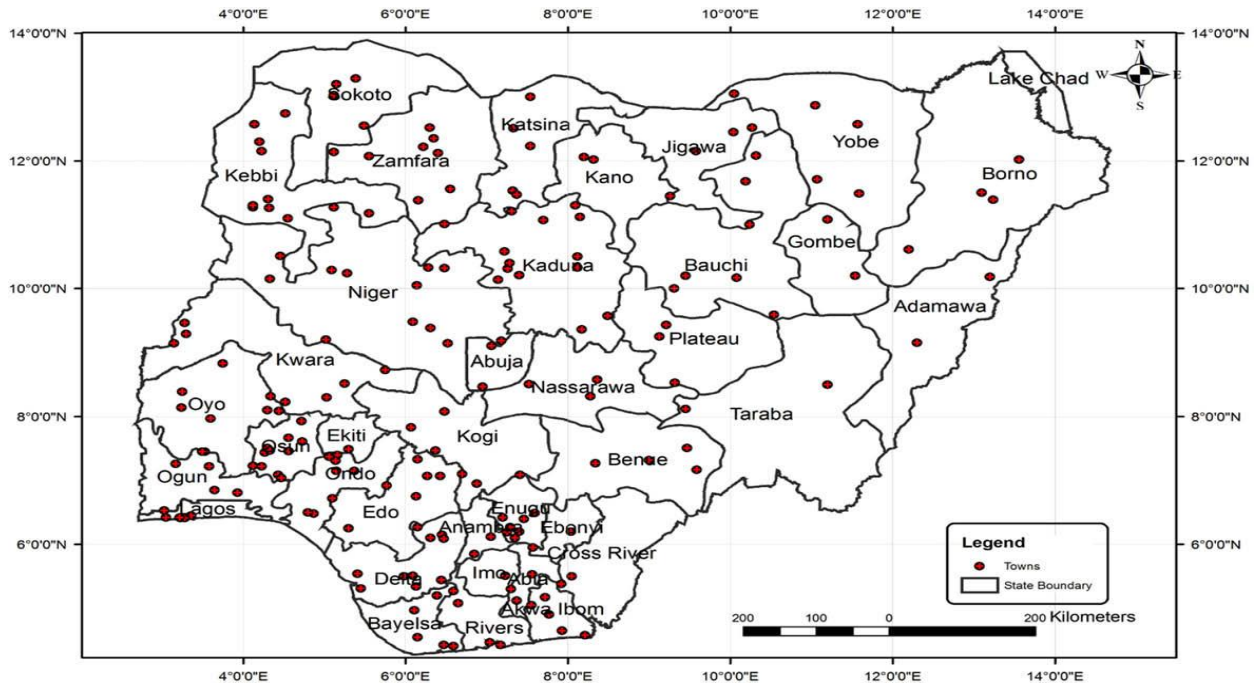 4°0'0"E 6°0'0"E 8°0'0"E 10°0'0"E 12°0'0"E 14°0'0"E
14°0'0"N 14°0'0"N
N
W E
S
Lake Chad
Sokoto
Katsina
Yobe
Jigawa
12°0'0"N 12°0'0"N
Zamfara
Kano
Borno
Kebbi
Gombe
Kaduna
Bauchi
Niger
10°0'0"N 10°0'0"N
Adamawa
Plateau
Kwara
Abuja
Nassarawa
Oyo
Taraba
8°0'0"N 8°0'0"N
Ekiti
Kogi
Osun
Benue
Ogun
Ondo
Lagos
Edo
Enugu
Anambra
Ebanyi
6°0'0"N 6°0'0"N
Cross River
Imo
Abia
Delta
Akwa Ibom
Bayelsa
Rivers
Legend
Towns
State Boundary
200 100 0 200 Kilometers
4°0'0"E 6°0'0"E 8°0'0"E 10°0'0"E 12°0'0"E 14°0'0"E